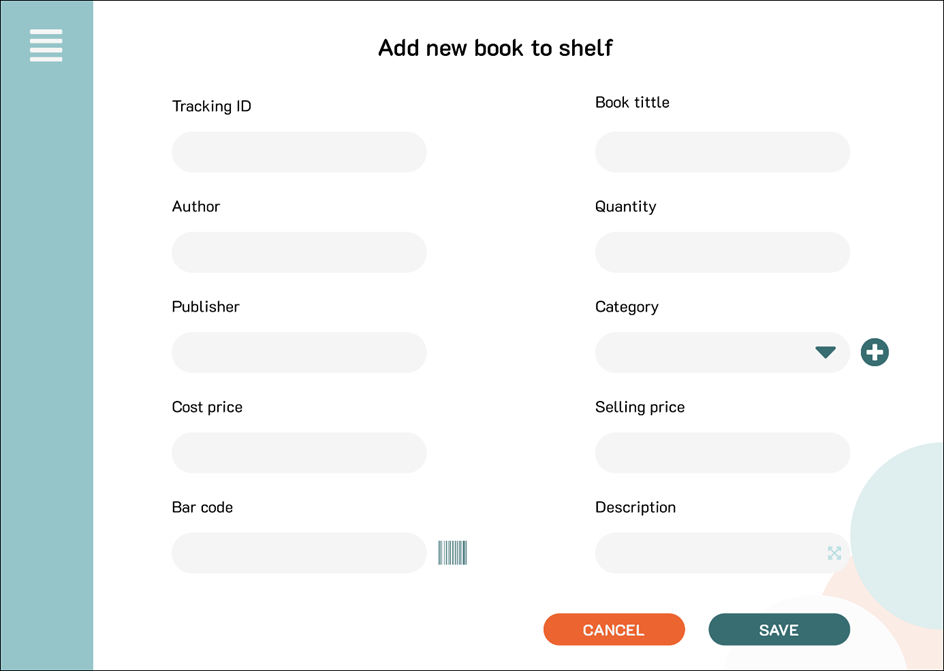 Add new book to shelf
Tracking ID
Book tittle
Author
Quantity
Publisher
Category
Cost price
Selling price
Bar code
Description
CANCEL
SAVE